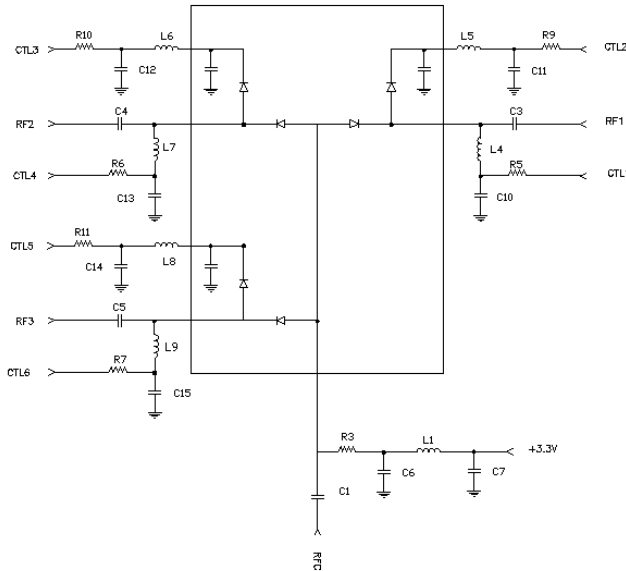 R10 L6 L5 R9
CTL3 C12 C11 CTL2
C4 C3
RF2 RF1
L7 L4
R6 R5
CTL4 CTL1
C13 C10
R11
CTL5
C14 L8
C5
RF3
L9
R7
CTL6
C15
R3 L1
+3.3V
C6 C7
C1
RFC